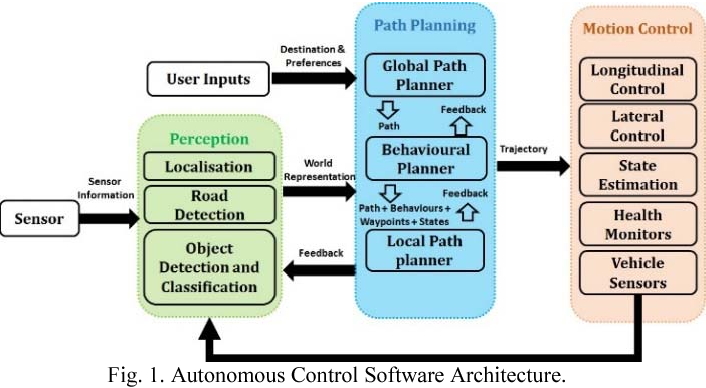 Path Planning
Motion Control
Destination &
Preferences
User Inputs
Global Path
Planner
Longitudinal
Control
Path
Feedback
Lateral
Control
Perception
Localisation
World
Representation
Behavioural
Planner
Trajectory
State
Estimation
Sensor
Information
Sensor
Road
Detection
Feedback
Path + Behaviours +
Waypoints + States
Health
Monitors
Object
Detection and
Classification
Feedback
Local Path
planner
Vehicle
Sensors
Fig. 1. Autonomous Control Software Architecture.